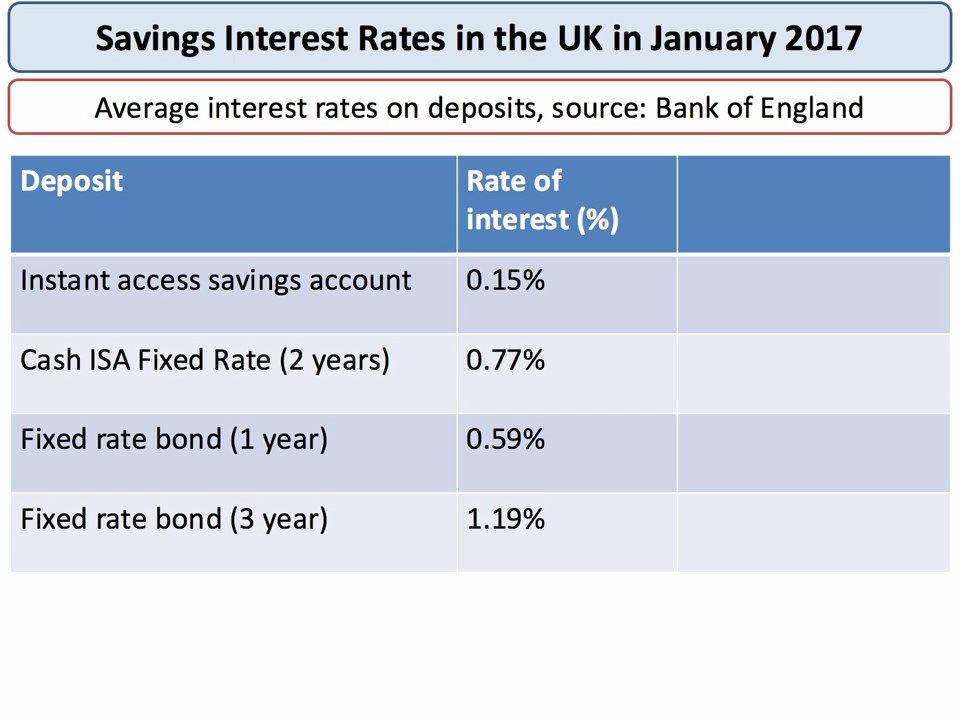 Savings Interest Rates in the UK in January 2017
Average interest rates on deposits, source: Bank of England
Deposit
Rate of
interest (%)
Instant access savings account
0.15%
Cash ISA Fixed Rate (2 years)
0.77%
Fixed rate bond (1 year)
0.59%
Fixed rate bond (3 year)
1.19%